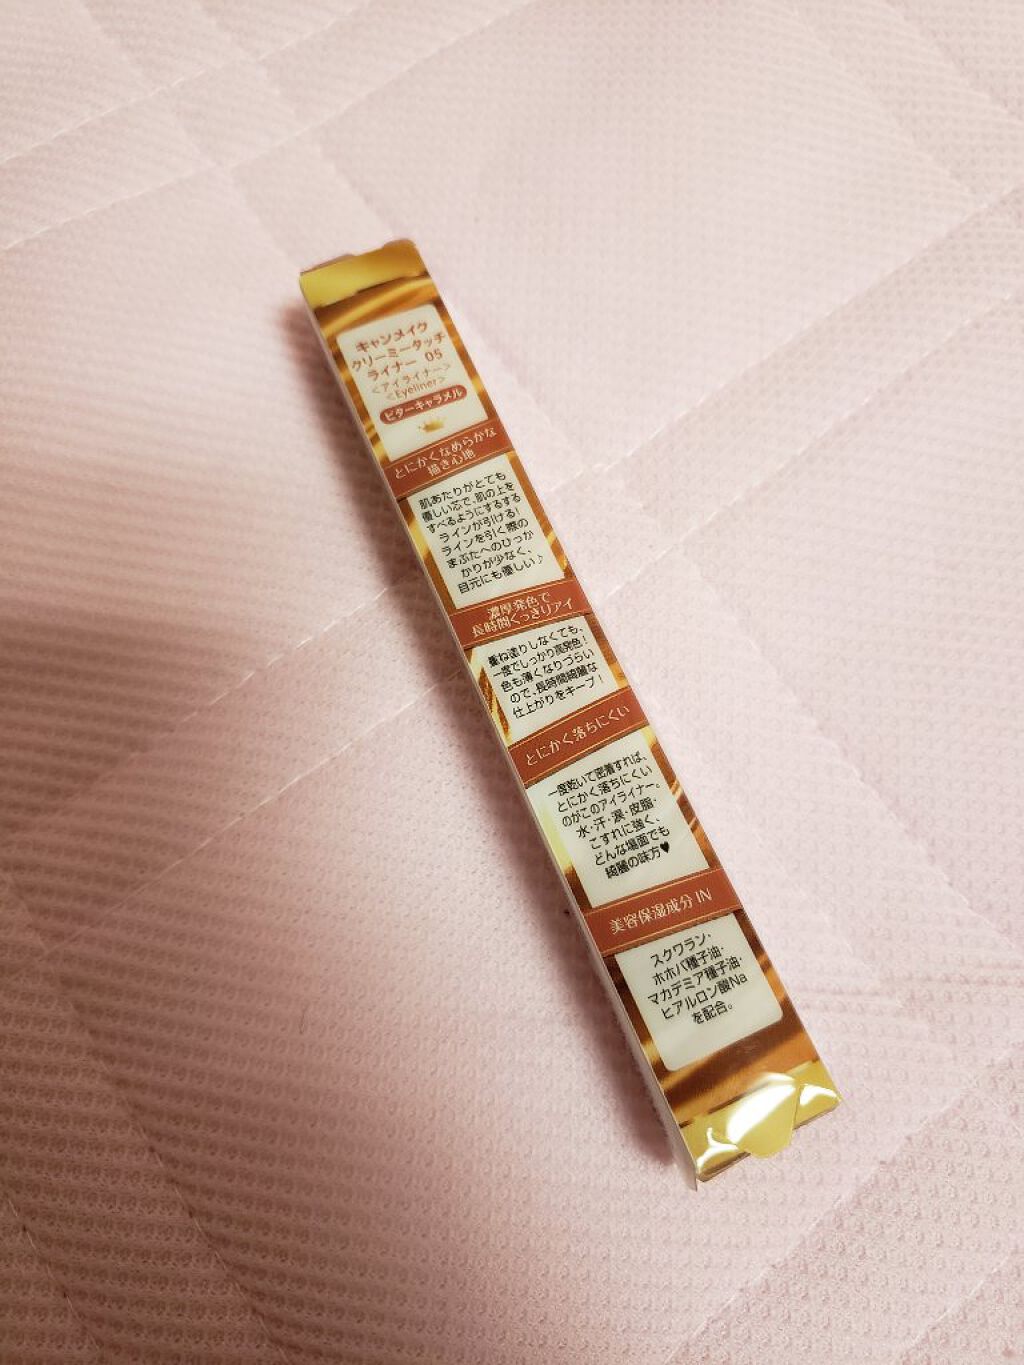 キャンメイク
クリーミータッチ
ライナー 05
<アイライナー>
<Eyeliner>
ビターキャラメル
とにかくなめらかな
描き心地
肌あたりがとても
優しい芯で、肌の上を
すべるようにするする
ラインが引ける!
ラインを引く際の
まぶたへのひっか
かりが少なく、
目元にも優しい♪
濃厚発色で
長時間くっきりアイ
重ね塗りしなくても、
一度でしっかり高発色!
色も薄くなりづらい
ので、長時間綺麗な
仕上がりをキープ!
とにかく落ちにくい
一度乾いて密着すれば、
とにかく落ちにくい
のがこのアイライナー。
水・汗・涙・皮脂・
こすれに強く、
どんな場面でも
綺麗の味方♥
美容保湿成分 IN
スクワラン・
ホホバ種子油・
マカデミア種子油・
ヒアルロン酸Na
を配合。